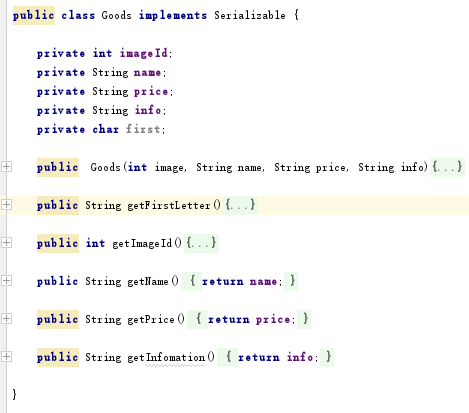 public class Goods implements Serializable {
private int imageId;
private String name;
private String price;
private String info;
private char first;
public Goods(int image, String name, String price, String info){...}
public String getFirstLetter(){...}
public int getImageId(){...}
public String getName() { return name; }
public String getPrice() { return price; }
public String getInfomation() { return info; }
}